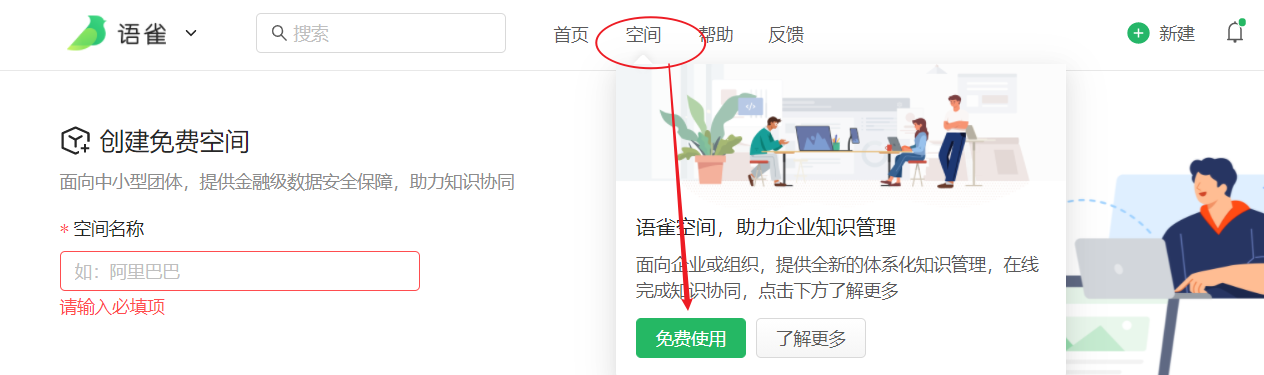 语雀
搜索
首页
空间
帮助
反馈
新建
创建免费空间
面向中小型团体，提供金融级数据安全保障，助力知识协同
* 空间名称
如：阿里巴巴
请输入必填项
语雀空间，助力企业知识管理
面向企业或组织，提供全新的体系化知识管理，在线
完成知识协同，点击下方了解更多
免费使用
了解更多